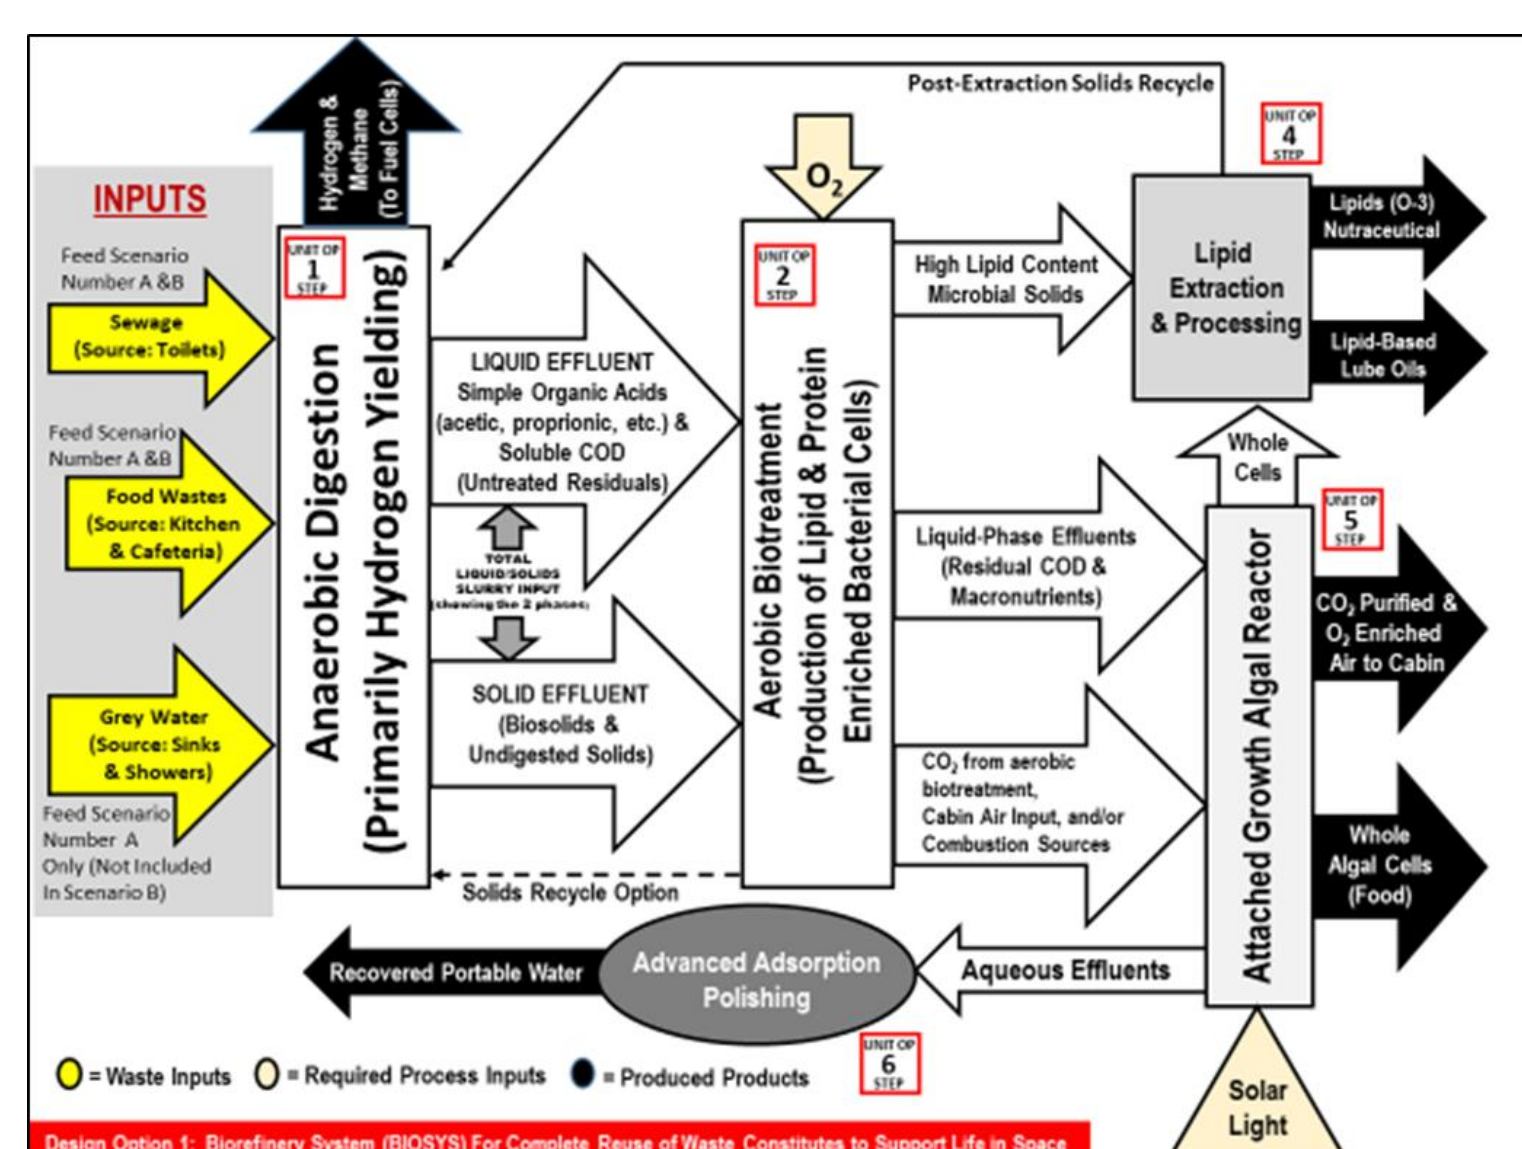 Hydrogen &
Methane
(To Fuel Cells)
Post-Extraction Solids Recycle
O2
UNIT OP
4
STEP
INPUTS
Feed Scenario
Number A &B
Sewage
(Source: Toilets)
Feed Scenario
Number A &B
Food Wastes
(Source: Kitchen
& Cafeteria)
Grey Water
(Source: Sinks
& Showers)
Feed Scenario
Number A
Only (Not Included
In Scenario B)
UNIT OP
1
STEP
Anaerobic Digestion
(Primarily Hydrogen Yielding)
LIQUID EFFLUENT
Simple Organic Acids
(acetic, proprionic, etc.) &
Soluble COD
(Untreated Residuals)
TOTAL
LIQUID/SOLIDS
SLURRY INPUT
(showing the 2 phases)
SOLID EFFLUENT
(Biosolids &
Undigested Solids)
Solids Recycle Option
UNIT OP
2
STEP
Aerobic Biotreatment
(Production of Lipid & Protein
Enriched Bacterial Cells)
High Lipid Content
Microbial Solids
Lipid
Extraction
& Processing
Lipids (O-3)
Nutraceutical
Lipid-Based
Lube Oils
Whole
Cells
Liquid-Phase Effluents
(Residual COD &
Macronutrients)
CO2 from aerobic
biotreatment,
Cabin Air Input, and/or
Combustion Sources
UNIT OP
5
STEP
Attached Growth Algal Reactor
CO2 Purified &
O2 Enriched
Air to Cabin
Whole
Algal Cells
(Food)
Recovered Portable Water
Advanced Adsorption
Polishing
Aqueous Effluents
UNIT OP
6
STEP
Solar
Light
= Waste Inputs
= Required Process Inputs
= Produced Products
Design Option 1: Biorefinery System (BIOSYS) For Complete Reuse of Waste Constitutes to Support Life in Space